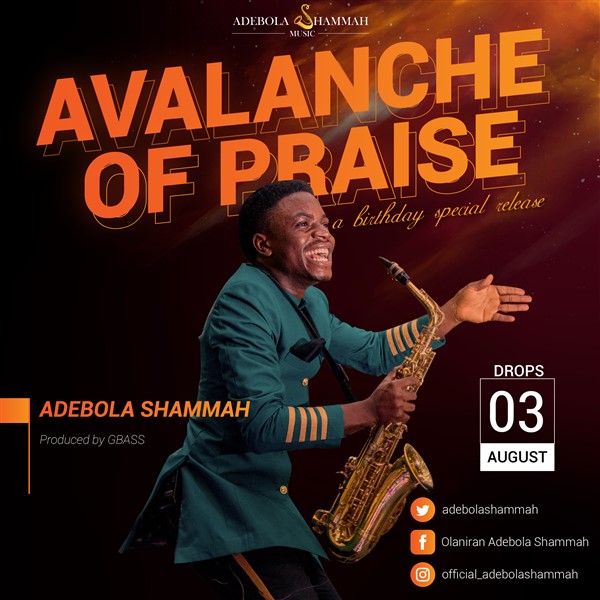 ADEBOLA SHAMMAH
MUSIC
AVALANCHE
OF PRAISE
a birthday special release
ADEBOLA SHAMMAH
Produced by GBASS
DROPS
03
AUGUST
adebolashammah
Olaniran Adebola Shammah
official_adebolashammah